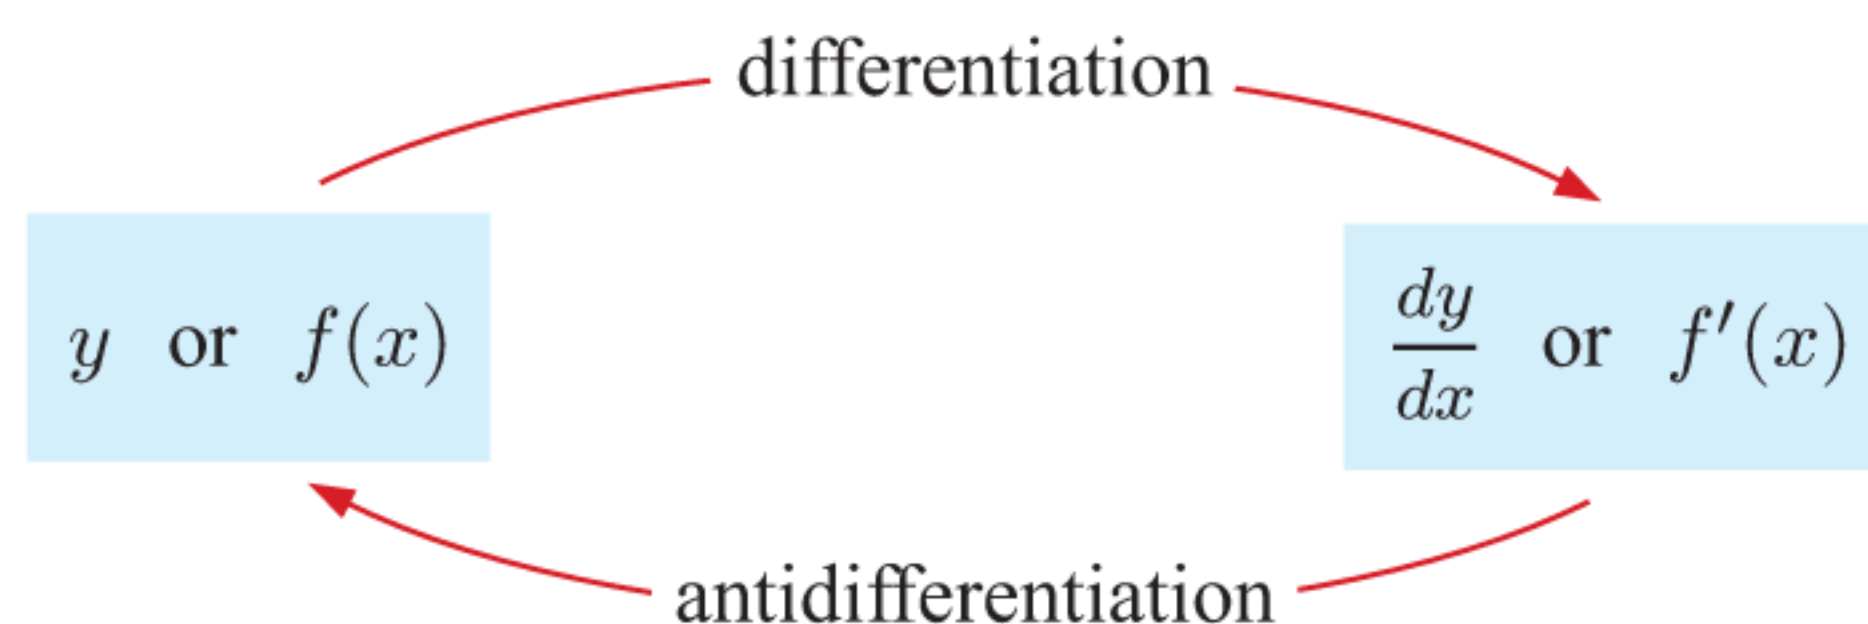 differentiation
y or f(x)
dy/dx or f′(x)
antidifferentiation